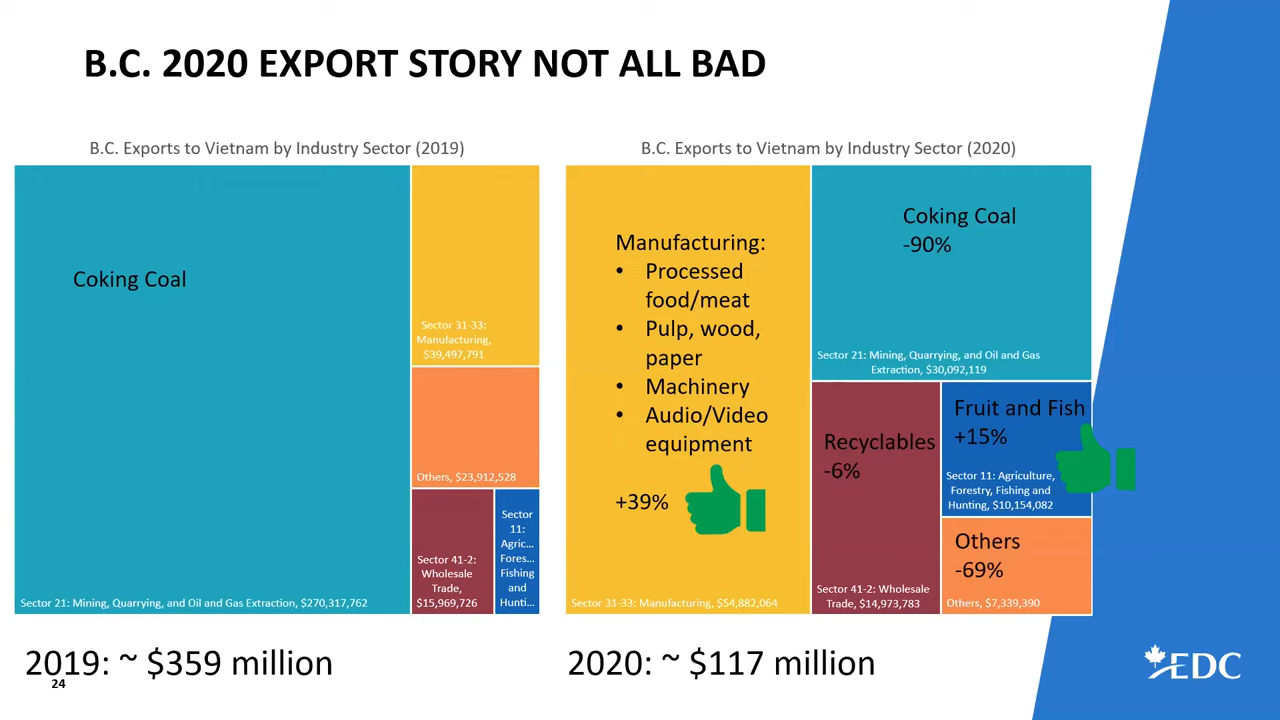 B.C. 2020 EXPORT STORY NOT ALL BAD
B.C. Exports to Vietnam by Industry Sector (2019)
Coking Coal
Sector 21: Mining, Quarrying, and Oil and Gas Extraction, $270,317,762
Sector 31-33:
Manufacturing,
$39,497,791
Others, $23,912,528
Sector 41-2:
Wholesale
Trade,
$15,969,726
Sector
11:
Agric...
Fores...
Fishing
and
Hunti...
2019: ~ $359 million
B.C. Exports to Vietnam by Industry Sector (2020)
Manufacturing:
• Processed
food/meat
• Pulp, wood,
paper
• Machinery
• Audio/Video
equipment
+39%
Sector 31-33: Manufacturing, $54,882,064
Coking Coal
-90%
Sector 21: Mining, Quarrying, and Oil and Gas
Extraction, $30,092,119
Recyclables
-6%
Sector 41-2: Wholesale
Trade, $14,973,783
Fruit and Fish
+15%
Sector 11: Agriculture,
Forestry, Fishing and
Hunting, $10,154,082
Others
-69%
Others, $7,339,390
2020: ~ $117 million
24
EDC